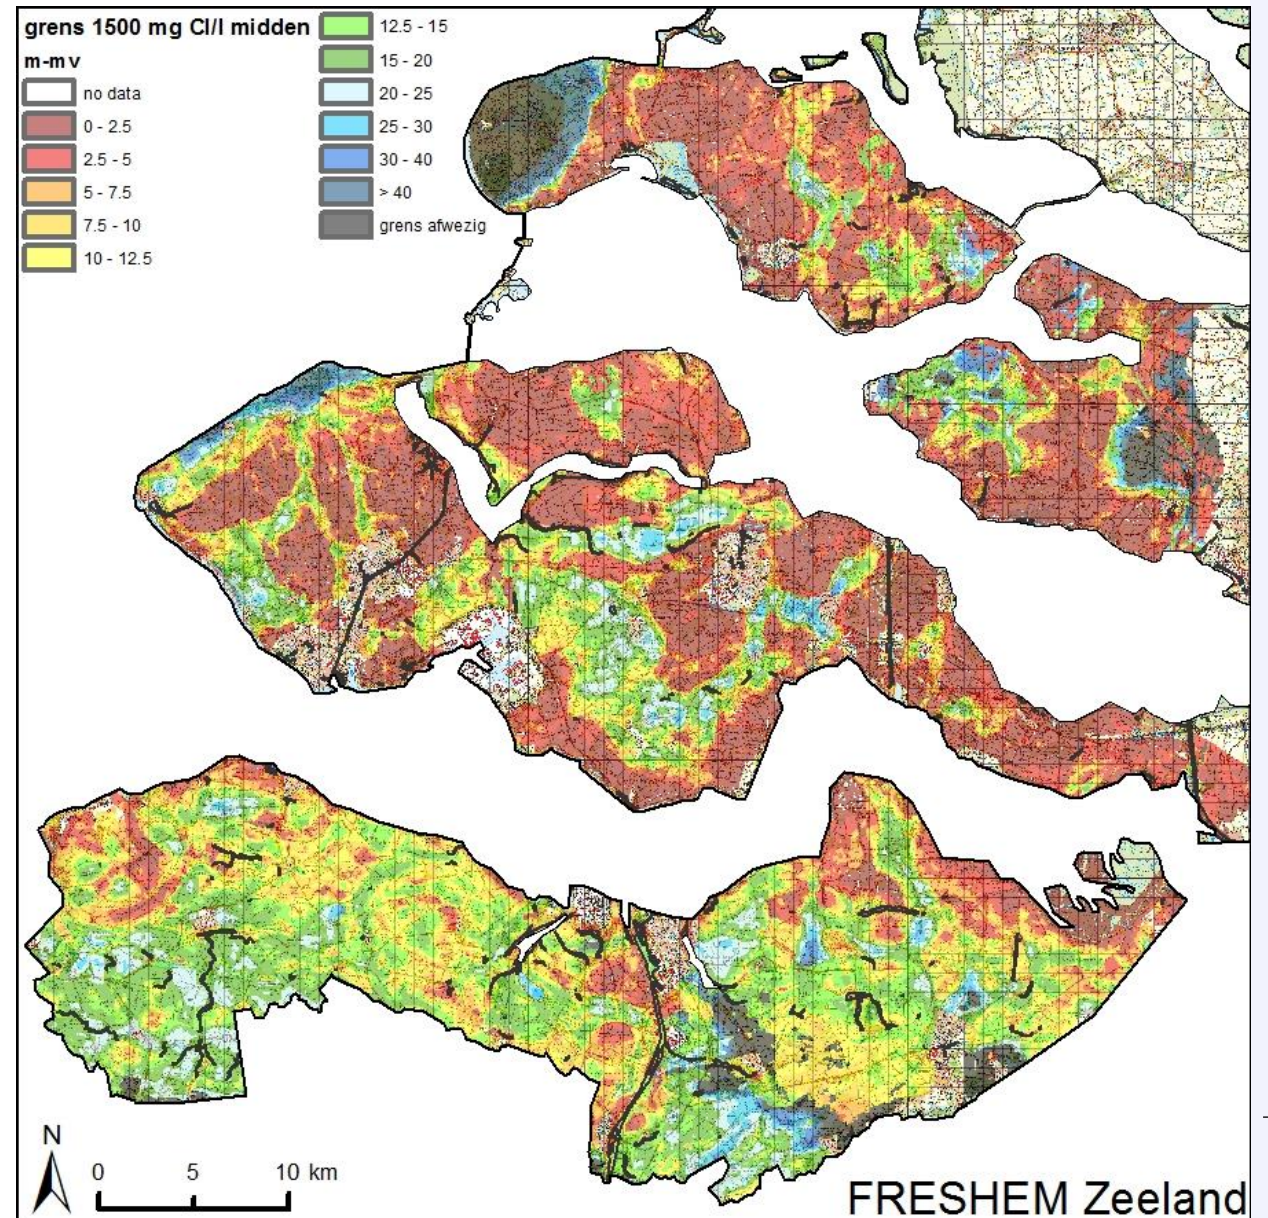 grens 1500 mg Cl/l midden
m-mv
no data
0 - 2.5
2.5 - 5
5 - 7.5
7.5 - 10
10 - 12.5
12.5 - 15
15 - 20
20 - 25
25 - 30
30 - 40
> 40
grens afwezig
N
0 5 10 km
FRESHEM Zeeland